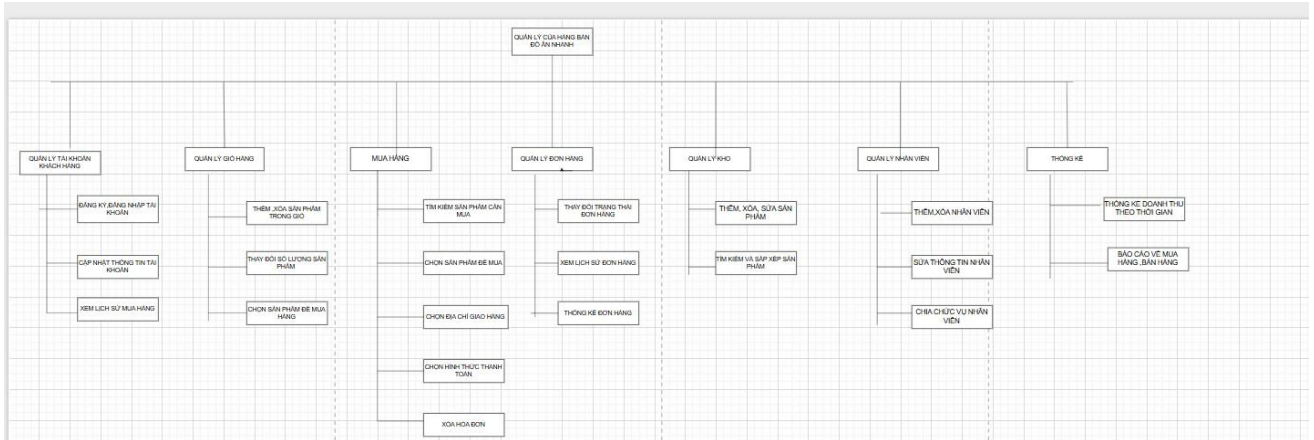 QUẢN LÝ CỦA HÀNG BÁN
ĐỒ ĂN NHANH
QUẢN LÝ TÀI KHOẢN
KHÁCH HÀNG
ĐĂNG KÝ,ĐĂNG NHẬP TÀI
KHOẢN
CẬP NHẬT THÔNG TIN TÀI
KHOẢN
XEM LỊCH SỬ MUA HÀNG
QUẢN LÝ GIỎ HÀNG
THÊM ,XÓA SẢN PHẨM
TRONG GIỎ
THAY ĐỔI SỐ LƯỢNG SẢN
PHẨM
CHỌN SẢN PHẨM ĐỂ MUA
HÀNG
MUA HÀNG
TÌM KIẾM SẢN PHẨM CẦN
MUA
CHỌN SẢN PHẨM ĐỂ MUA
CHỌN ĐỊA CHỈ GIAO HÀNG
CHỌN HÌNH THỨC THANH
TOÁN
XÓA HÓA ĐƠN
QUẢN LÝ ĐƠN HÀNG
THAY ĐỔI TRẠNG THÁI
ĐƠN HÀNG
XEM LỊCH SỬ ĐƠN HÀNG
THỐNG KÊ ĐƠN HÀNG
QUẢN LÝ KHO
THÊM, XÓA, SỬA SẢN
PHẨM
TÌM KIẾM VÀ SẮP XẾP SẢN
PHẨM
QUẢN LÝ NHÂN VIÊN
THÊM,XÓA NHÂN VIÊN
SỬA THÔNG TIN NHÂN
VIÊN
CHIA CHỨC VỤ NHÂN
VIÊN
THỐNG KÊ
THỐNG KÊ DOANH THU
THEO THỜI GIAN
BÁO CÁO VỀ MUA
HÀNG ,BÁN HÀNG